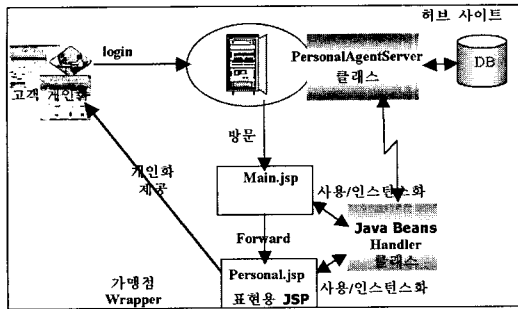 허브 사이트
login
PersonalAgentServer
클래스
DB
고객 개인화
방문
개인화
제공
Main.jsp
사용/인스턴스화
Java Beans
Handler
클래스
Forward
Personal.jsp
표현용 JSP
사용/인스턴스화
가맹점
Wrapper